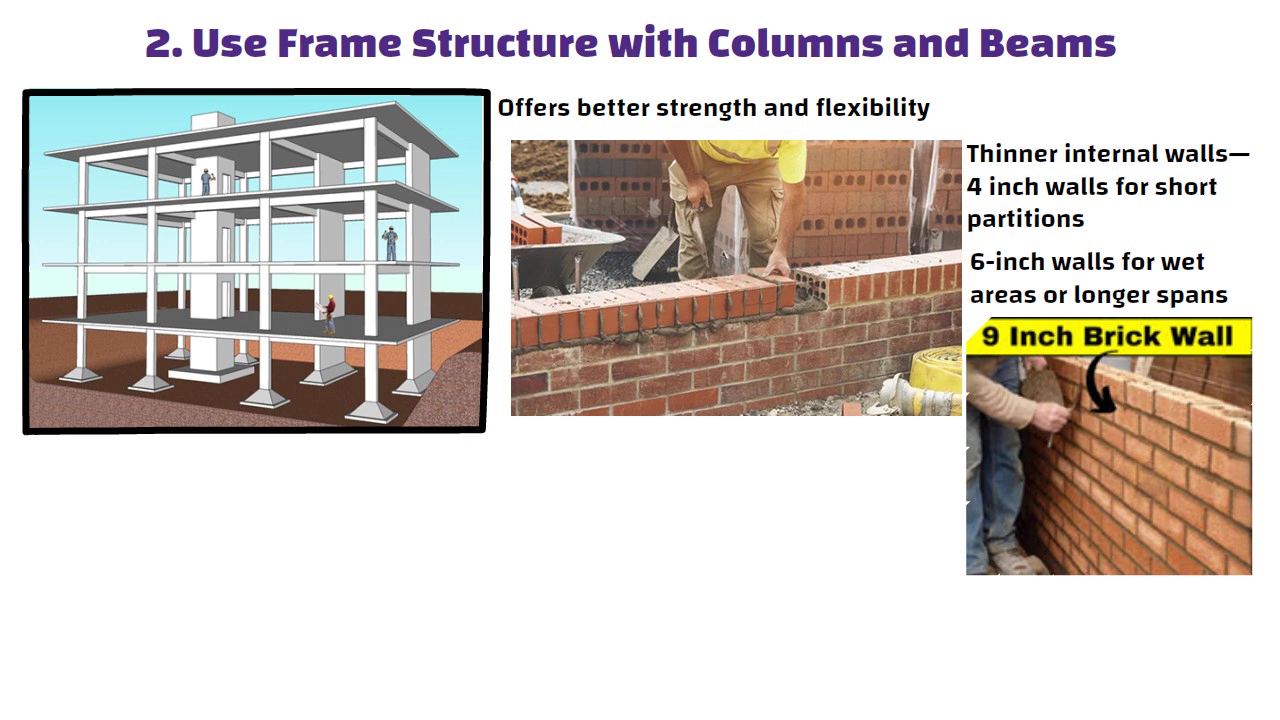 2. Use Frame Structure with Columns and Beams
Offers better strength and flexibility
Thinner internal walls—
4 inch walls for short
partitions
6-inch walls for wet
areas or longer spans
9 Inch Brick Wall